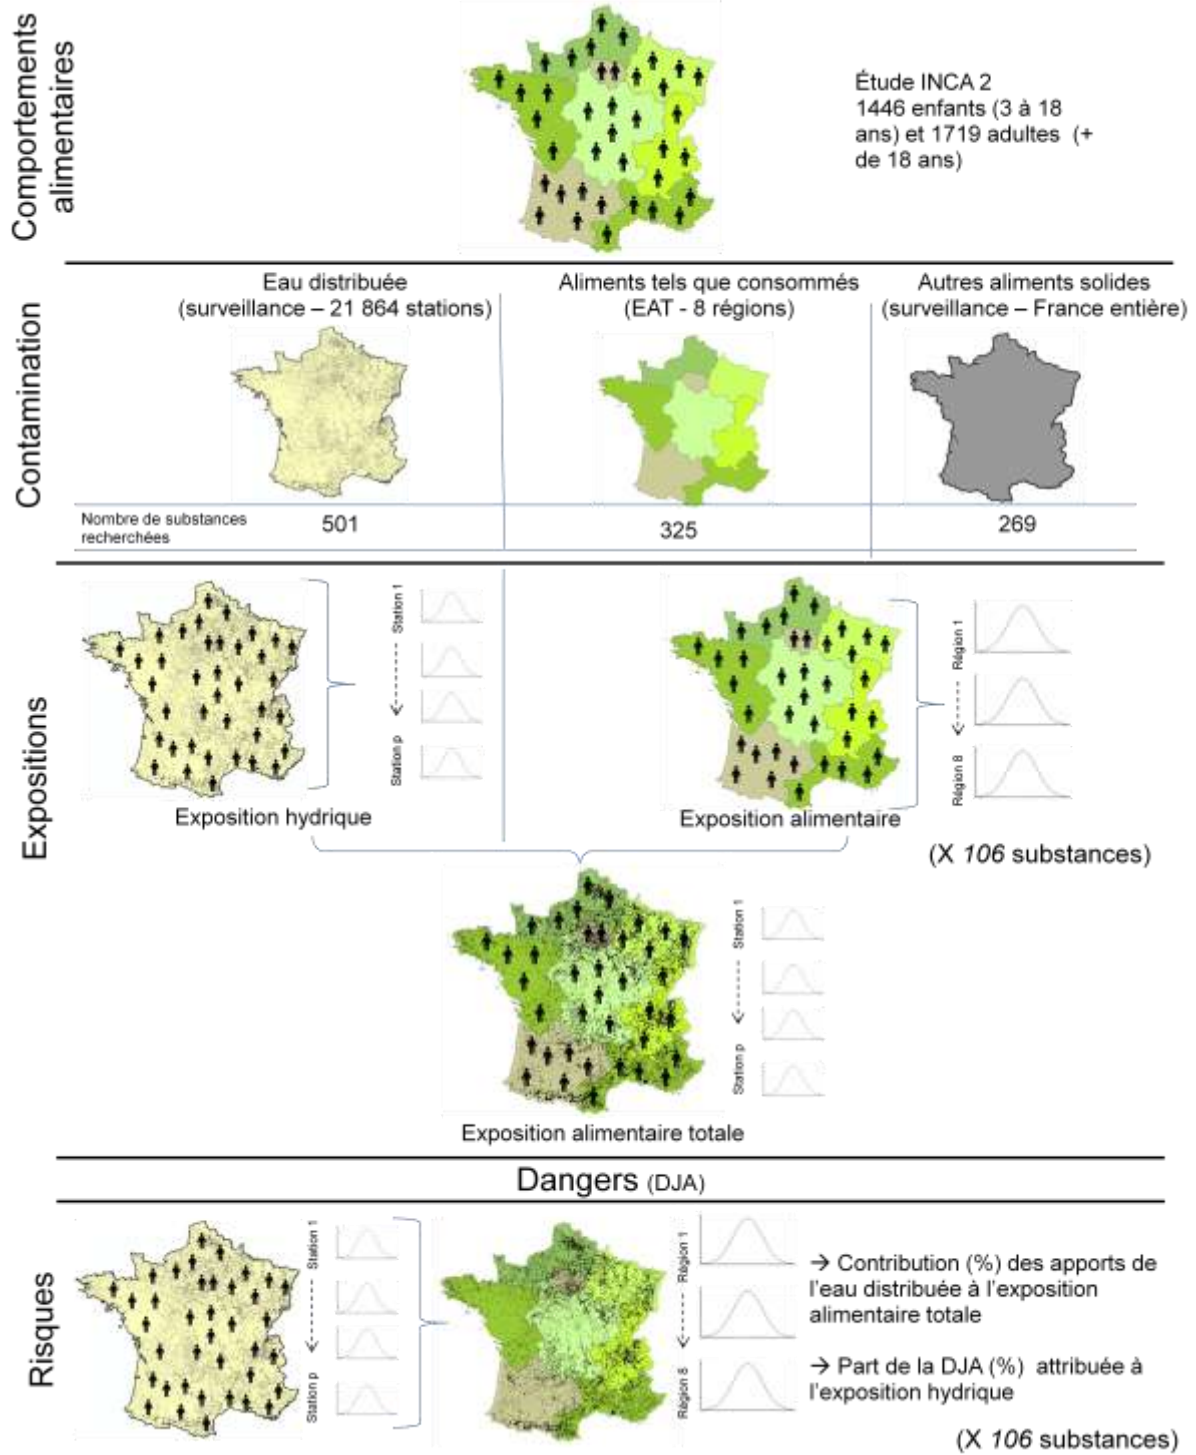 Comportements
alimentaires
Étude INCA 2
1446 enfants (3 à 18
ans) et 1719 adultes (+
de 18 ans)
Contamination
Eau distribuée
(surveillance – 21 864 stations)
Aliments tels que consommés
(EAT - 8 régions)
Autres aliments solides
(surveillance – France entière)
Nombre de substances
recherchées
501
325
269
Expositions
Station 1
Station p
Exposition hydrique
Région 1
Région 8
Exposition alimentaire
(X 106 substances)
Station 1
Station p
Exposition alimentaire totale
Dangers (DJA)
Risques
Station 1
Station p
Région 1
Région 8
→ Contribution (%) des apports de
l'eau distribuée à l'exposition
alimentaire totale
→ Part de la DJA (%) attribuée à
l'exposition hydrique
(X 106 substances)